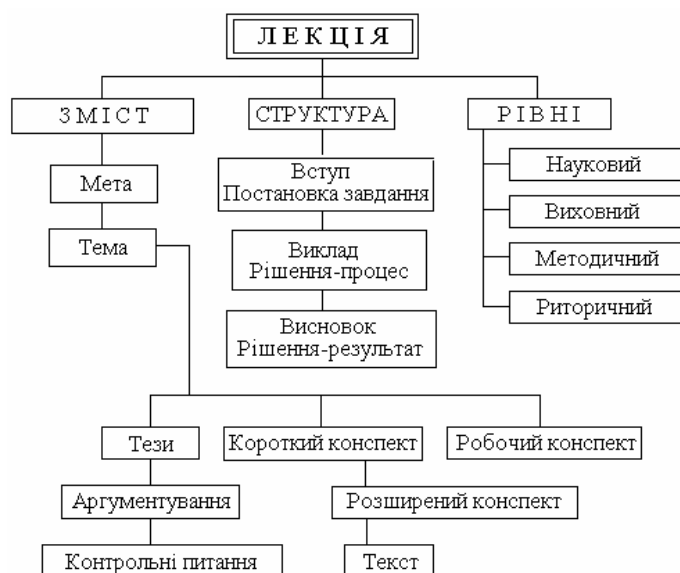 ЛЕКЦІЯ
ЗМІСТ
СТРУКТУРА
РІВНІ
Мета
Тема
Вступ
Постановка завдання
Виклад
Рішення-процес
Висновок
Рішення-результат
Науковий
Виховний
Методичний
Риторичний
Тези
Короткий конспект
Робочий конспект
Аргументування
Розширений конспект
Контрольні питання
Текст